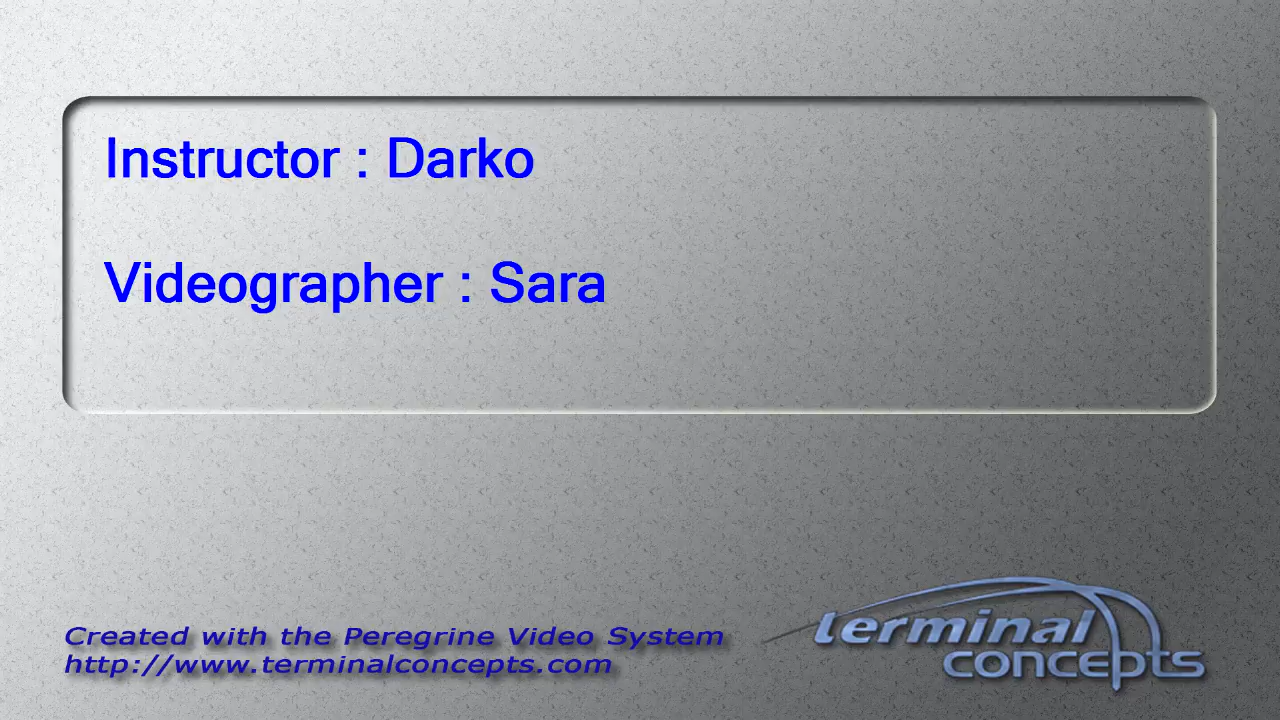 Instructor : Darko
Videographer : Sara
Created with the Peregrine Video System
http://www.terminalconcepts.com
terminal
concepts